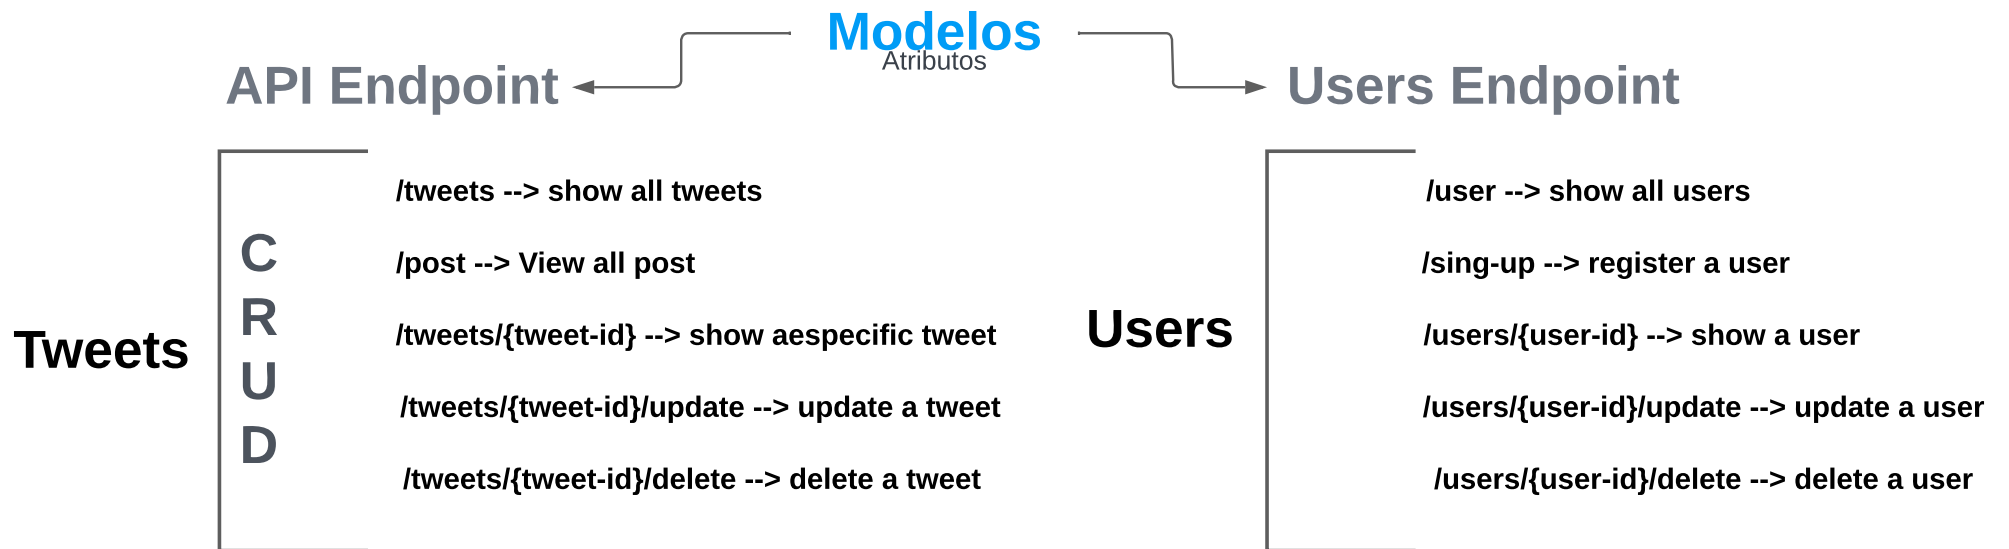 Modelos
Atributos
API Endpoint
Users Endpoint
Tweets
C
R
U
D
/tweets --> show all tweets
/post --> View all post
/tweets/{tweet-id} --> show aespecific tweet
/tweets/{tweet-id}/update --> update a tweet
/tweets/{tweet-id}/delete --> delete a tweet
Users
/user --> show all users
/sing-up --> register a user
/users/{user-id} --> show a user
/users/{user-id}/update --> update a user
/users/{user-id}/delete --> delete a user